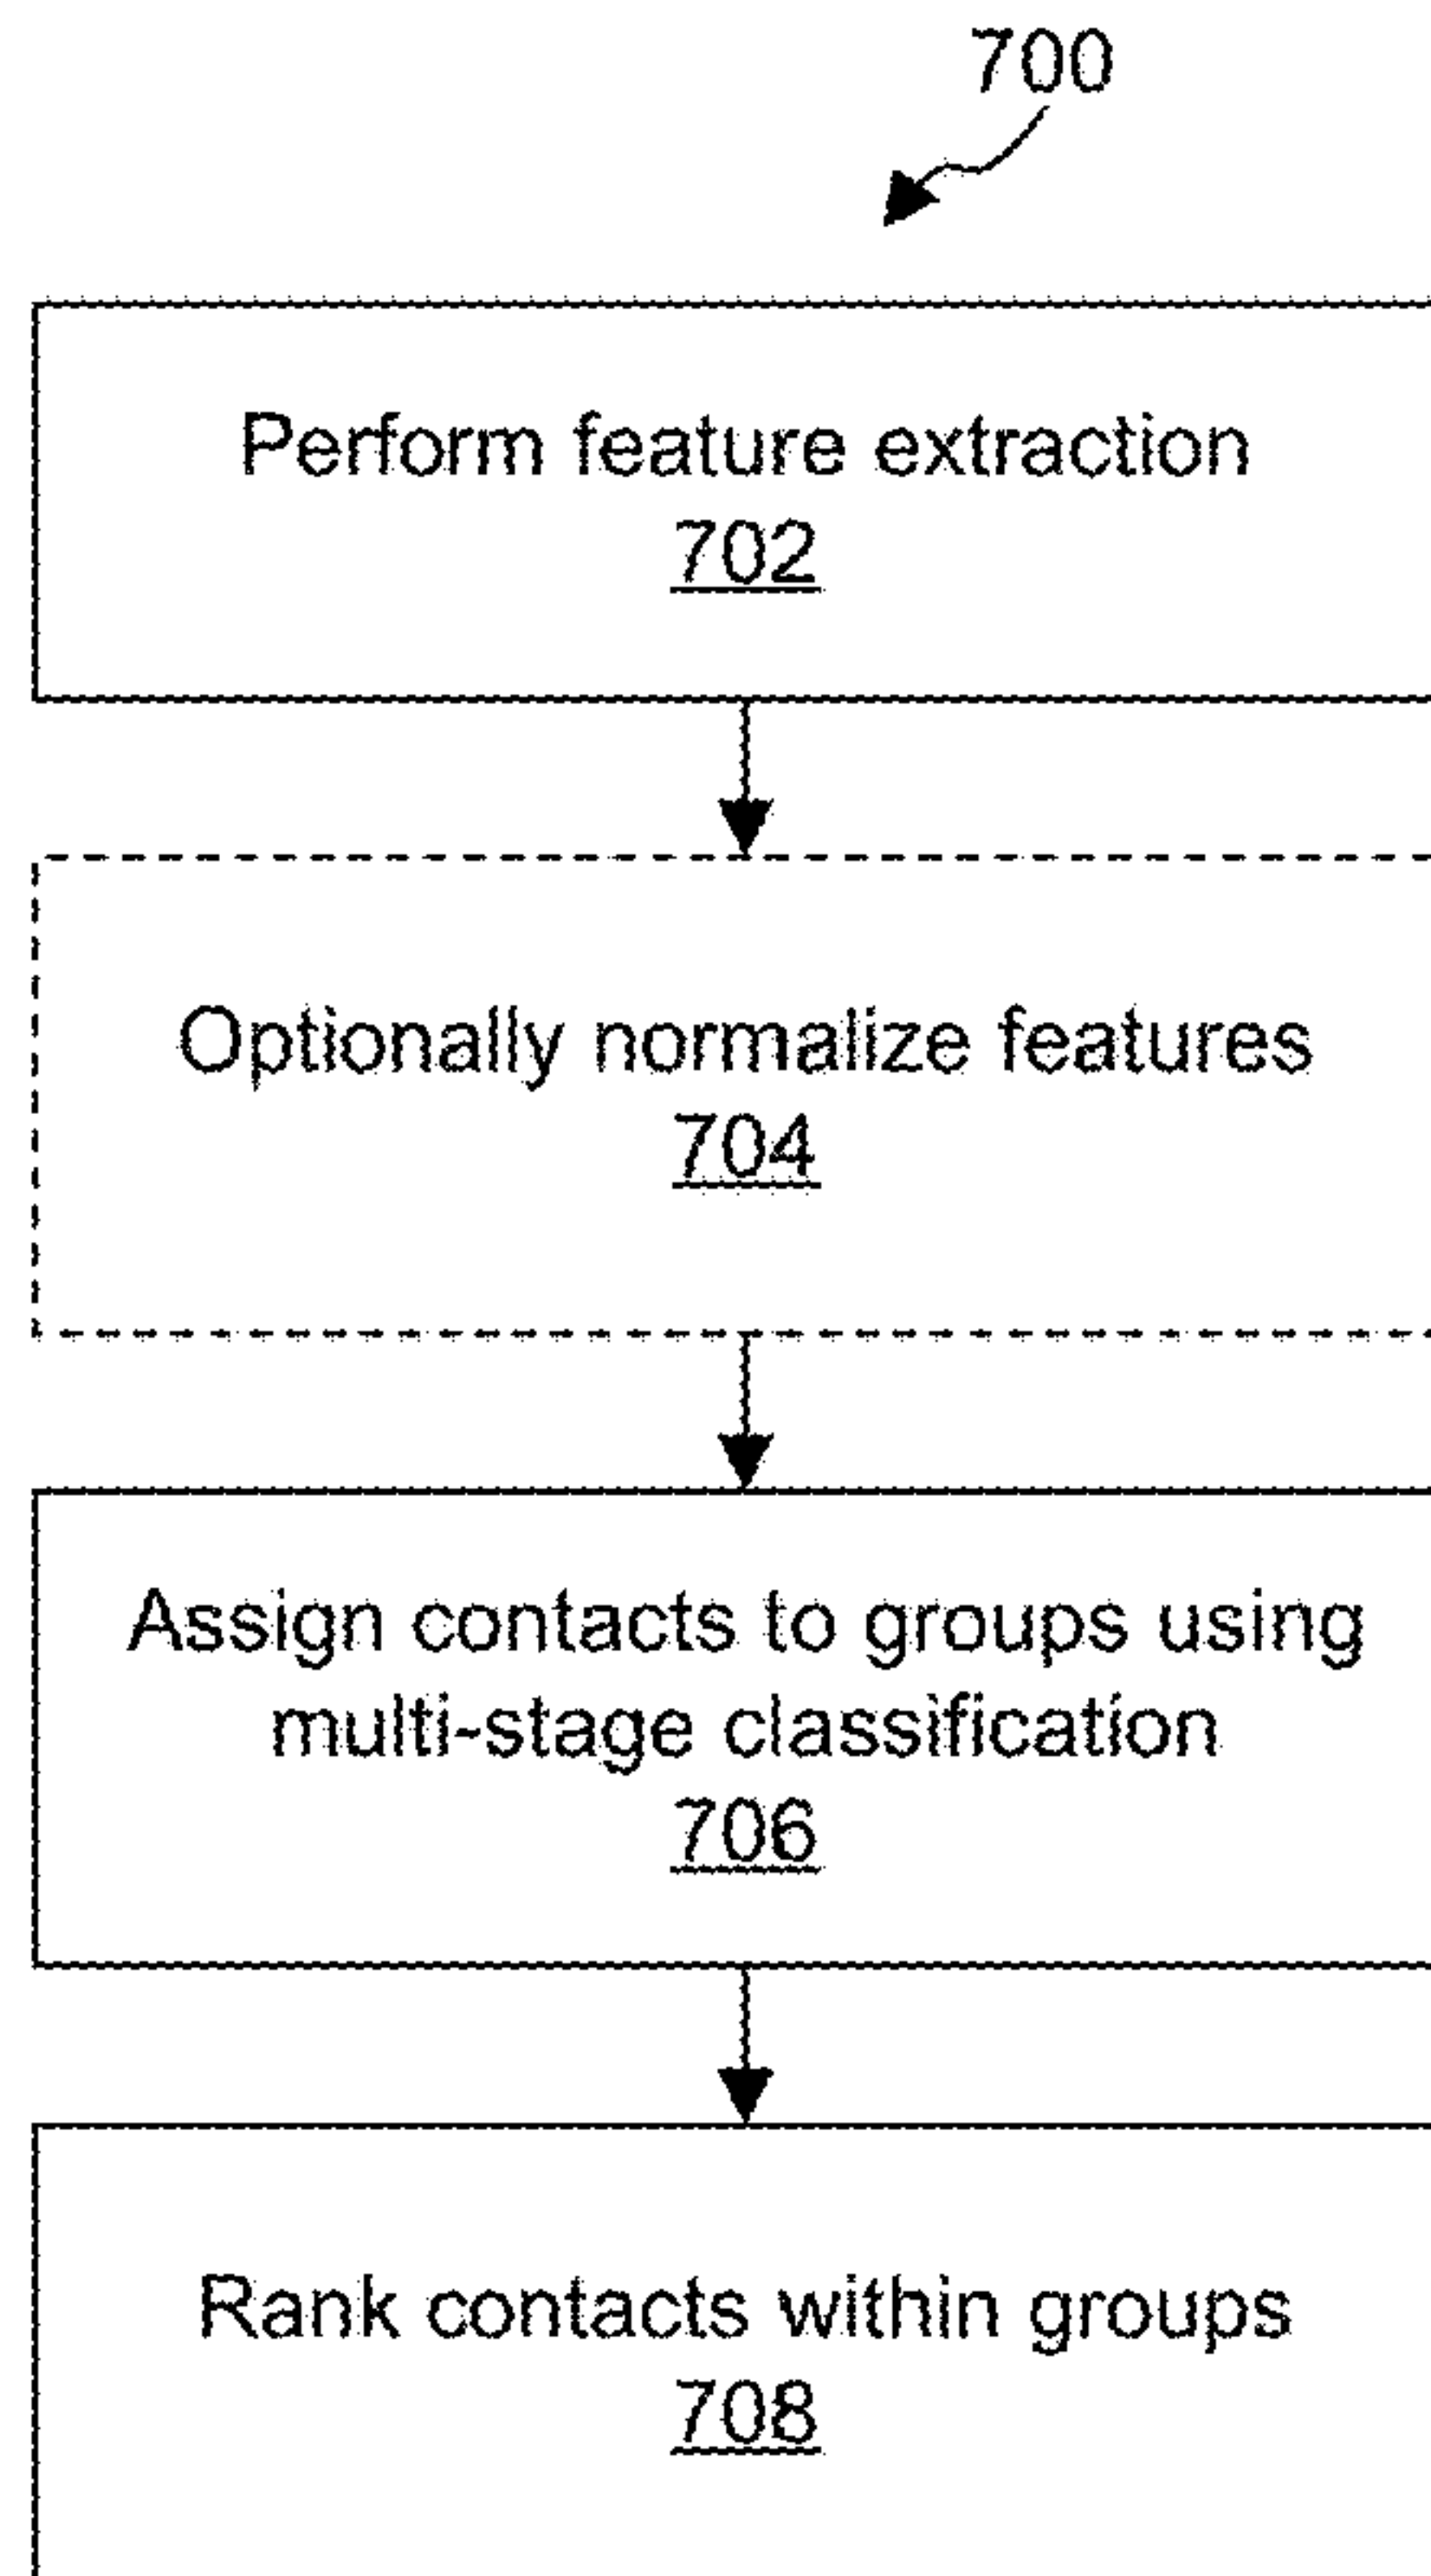 700
Perform feature extraction
702
Optionally normalize features
704
Assign contacts to groups using
multi-stage classification
706
Rank contacts within groups
708